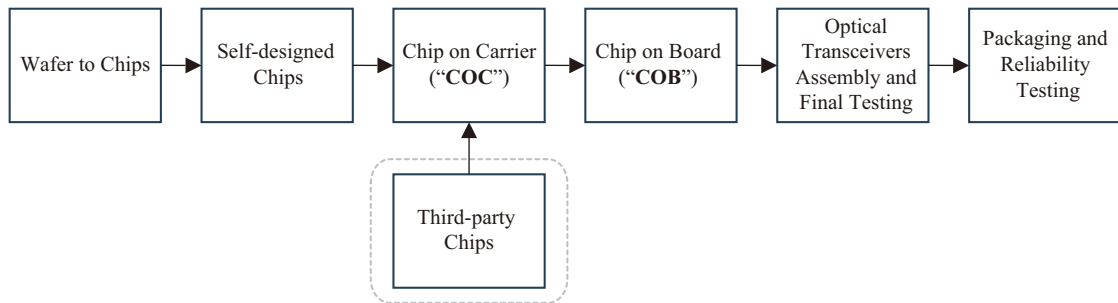 Wafer to Chips
Self-designed
Chips
Chip on Carrier
(“COC”)
Chip on Board
(“COB”)
Optical
Transceivers
Assembly and
Final Testing
Packaging and
Reliability
Testing
Third-party
Chips